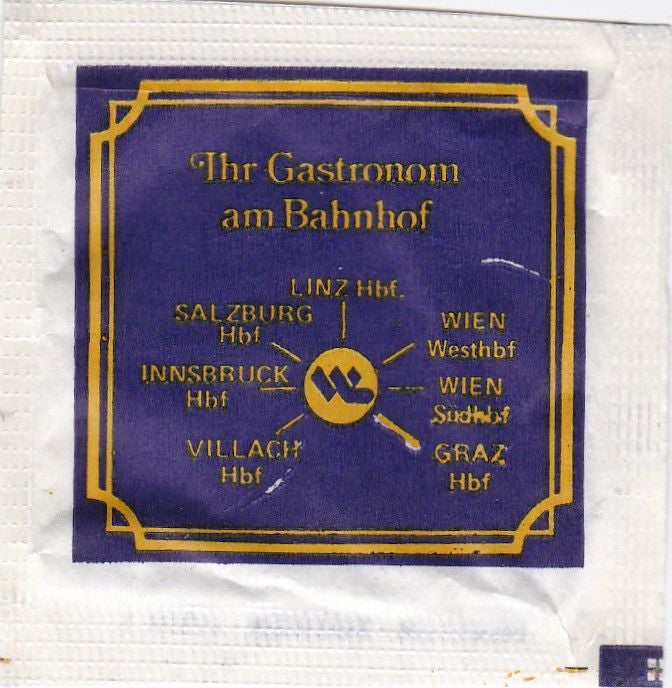 Ihr Gastronom
am Bahnhof
LINZ Hbf.
SALZBURG
Hbf
WIEN
Westhbf
INNSBRUCK
Hbf
WIEN
Südhbf
VILLACH
Hbf
GRAZ
Hbf